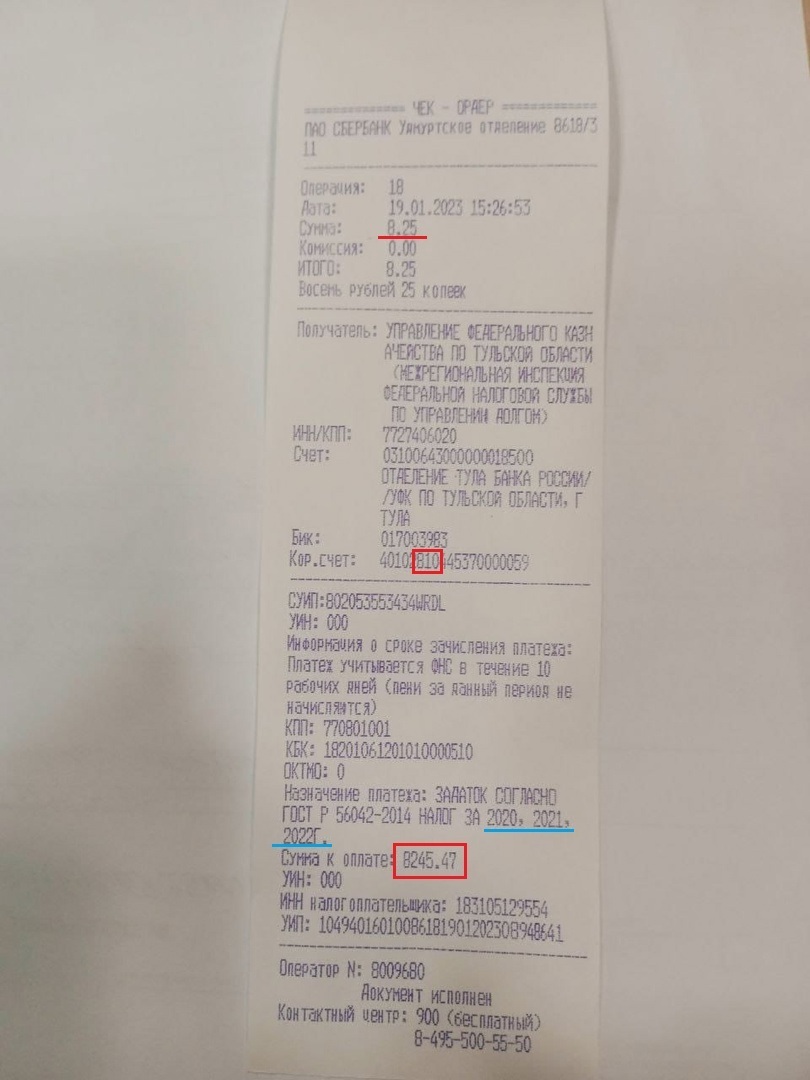 ============= ЧЕК - ОРДЕР =============
ПАО СБЕРБАНК Удмуртское отделение 8618/3
11
Операция: 18
Дата: 19.01.2023 15:26:53
Сумма: 8.25
Комиссия: 0.00
ИТОГО: 8.25
Восемь рублей 25 копеек
Получатель: УПРАВЛЕНИЕ ФЕДЕРАЛЬНОГО КАЗН
АЧЕЙСТВА ПО ТУЛЬСКОЙ ОБЛАСТИ
(МЕЖРЕГИОНАЛЬНАЯ ИНСПЕКЦИЯ
ФЕДЕРАЛЬНОЙ НАЛОГОВОЙ СЛУЖБЫ
ПО УПРАВЛЕНИЮ ДОЛГОМ)
ИНН/КПП: 7727406020
Счет: 03100643000000018500
ОТДЕЛЕНИЕ ТУЛА БАНКА РОССИИ/
/УФК ПО ТУЛЬСКОЙ ОБЛАСТИ, Г
ТУЛА
Бик: 017003983
Кор.счет: 40102810445370000059
СУИП:802053553434WRDL
УИН: 000
Информация о сроке зачисления платежа:
Платеж учитывается ФНС в течение 10
рабочих дней (пени за данный период не
начисляются)
КПП: 770801001
КБК: 18201061201010000510
ОКТМО: 0
Назначение платежа: ЗАДАТОК СОГЛАСНО
ГОСТ Р 56042-2014 НАЛОГ ЗА 2020, 2021,
2022Г.
Сумма к оплате: 8245.47
УИН: 000
ИНН налогоплательщика: 183105129554
УИП: 10494016010086181901202308948641
Оператор N: 8009680
Документ исполнен
Контактный центр: 900 (бесплатный)
8-495-500-55-50